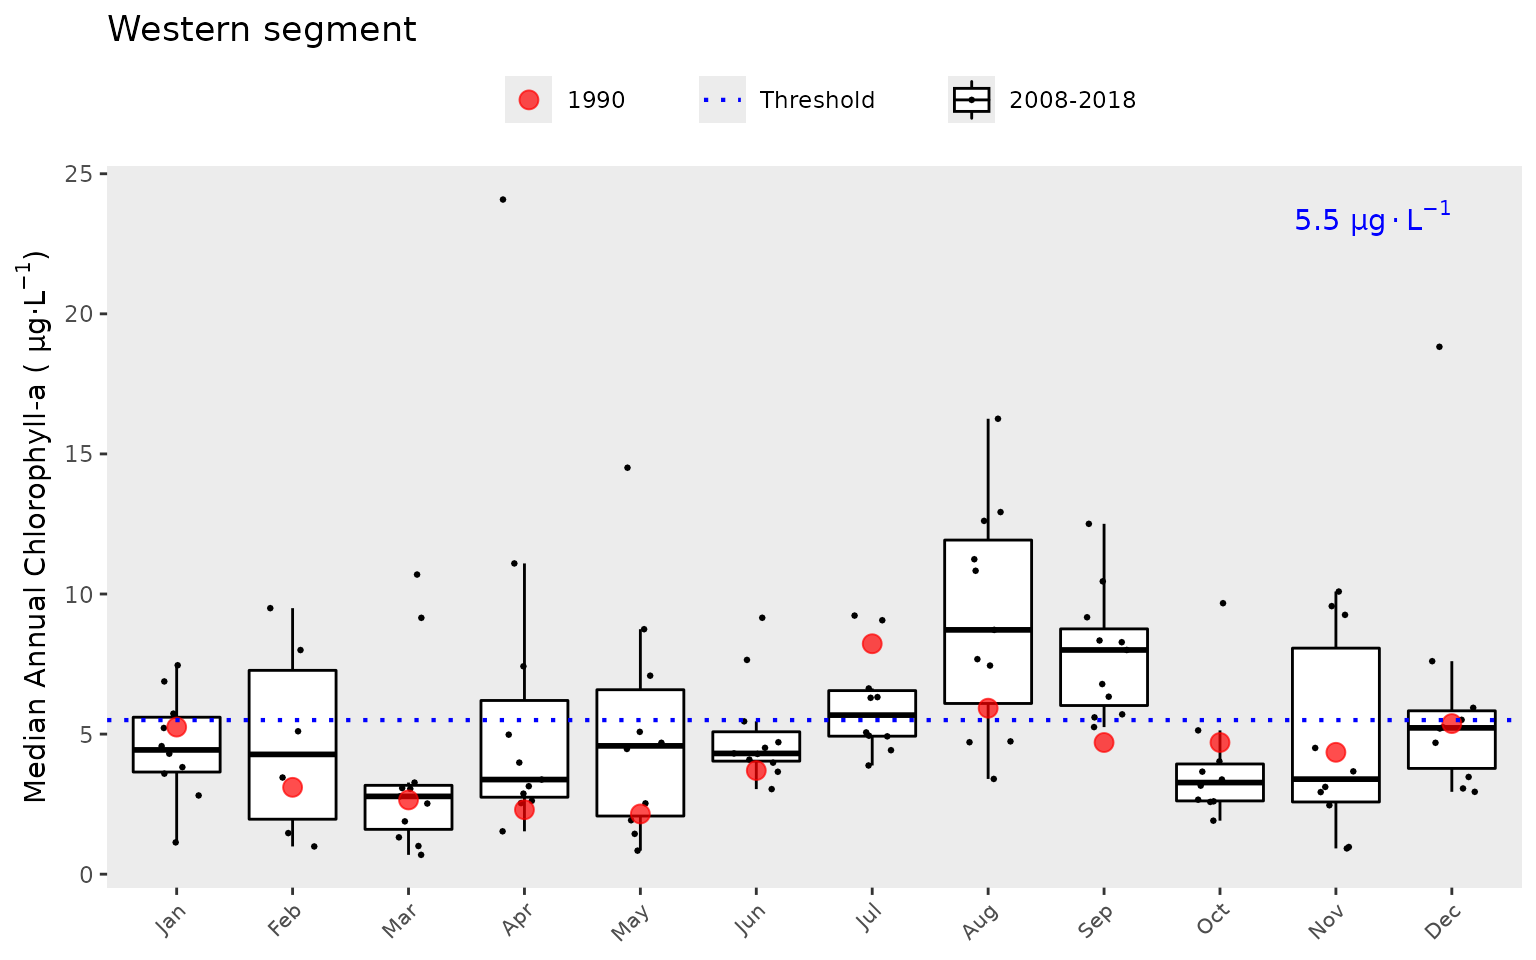 Western segment
1990 Threshold 2008-2018
Median Annual Chlorophyll-a ( µg·L⁻¹)
25
20
15
10
5
0
5.5 µg·L⁻¹
Jan Feb Mar Apr May Jun Jul Aug Sep Oct Nov Dec